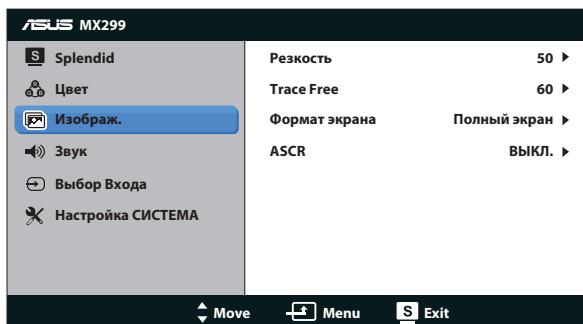 ASUS MX299
S Splendid
Цвет
Изображ.
Звук
Выбор Входа
Настройка СИСТЕМА
Резкость 50
Trace Free 60
Формат экрана Полный экран
ASCR ВЫКЛ.
Move Menu S Exit